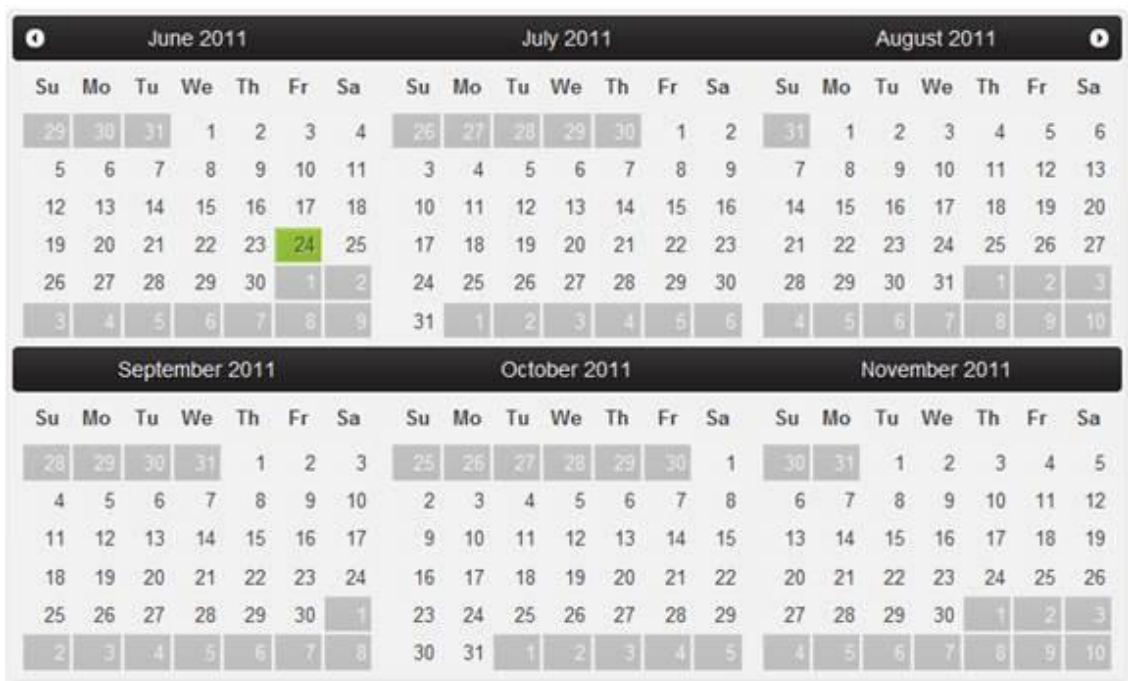 June 2011 July 2011 August 2011
Su Mo Tu We Th Fr Sa Su Mo Tu We Th Fr Sa Su Mo Tu We Th Fr Sa
29 30 31 1 2 3 4 26 27 28 29 30 1 2 31 1 2 3 4 5 6
5 6 7 8 9 10 11 3 4 5 6 7 8 9 7 8 9 10 11 12 13
12 13 14 15 16 17 18 10 11 12 13 14 15 16 14 15 16 17 18 19 20
19 20 21 22 23 24 25 17 18 19 20 21 22 23 21 22 23 24 25 26 27
26 27 28 29 30 1 2 24 25 26 27 28 29 30 28 29 30 31 1 2 3
3 4 5 6 7 8 9 31 1 2 3 4 5 6 4 5 6 7 8 9 10
September 2011 October 2011 November 2011
Su Mo Tu We Th Fr Sa Su Mo Tu We Th Fr Sa Su Mo Tu We Th Fr Sa
28 29 30 31 1 2 3 25 26 27 28 29 30 1 30 31 1 2 3 4 5
4 5 6 7 8 9 10 2 3 4 5 6 7 8 6 7 8 9 10 11 12
11 12 13 14 15 16 17 9 10 11 12 13 14 15 13 14 15 16 17 18 19
18 19 20 21 22 23 24 16 17 18 19 20 21 22 20 21 22 23 24 25 26
25 26 27 28 29 30 1 23 24 25 26 27 28 29 27 28 29 30 1 2 3
2 3 4 5 6 7 8 30 31 1 2 3 4 5 4 5 6 7 8 9 10